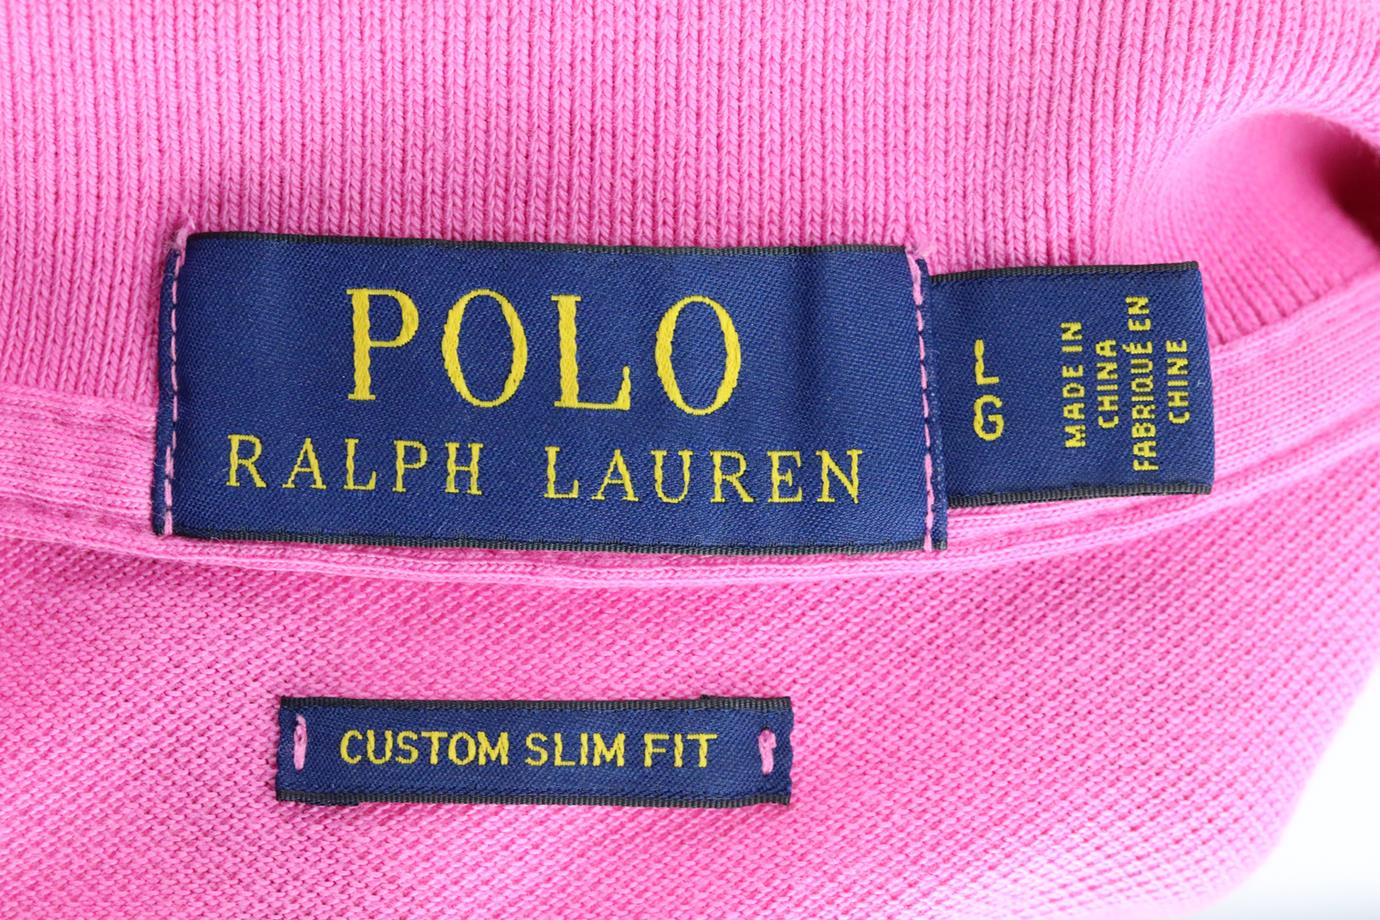 POLO
RALPH LAUREN
L
G
MADE IN
CHINA
FABRIQUÉ EN
CHINE
CUSTOM SLIM FIT